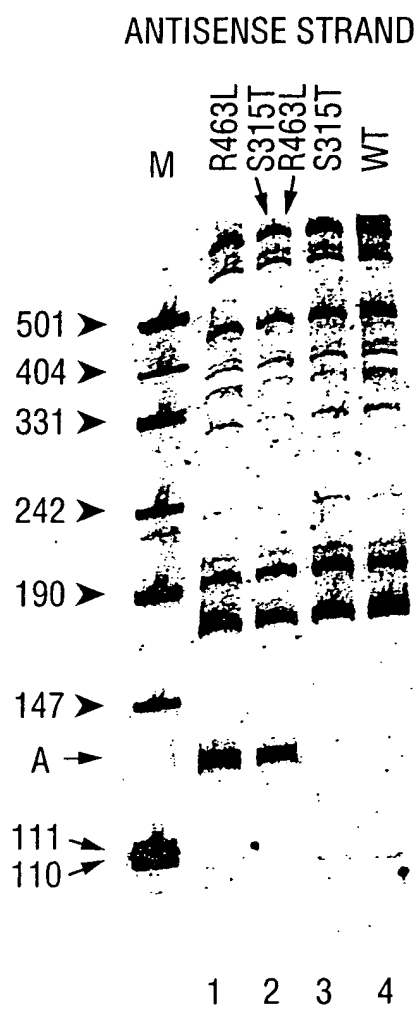 ANTISENSE STRAND
M
R463L
S315T
R463L
S315T
WT
501
404
331
242
190
147
A
111
110
1 2 3 4